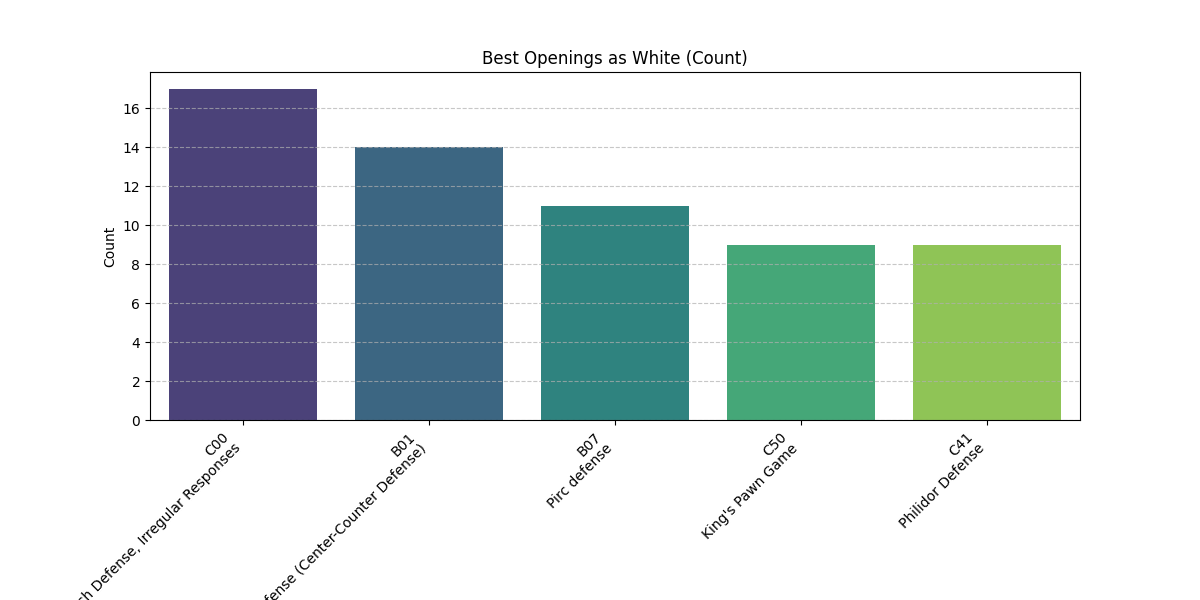 Best Openings as White (Count)
Count
16
14
12
10
8
6
4
2
0
C00
Defense, Irregular Responses
B01
(Center-Counter Defense)
B07
Pirc defense
C50
King's Pawn Game
C41
Philidor Defense